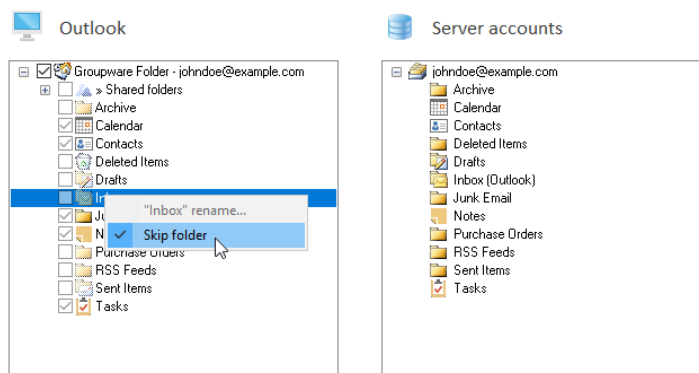 Outlook
Groupware Folder - johndoe@example.com
» Shared folders
Archive
Calendar
Contacts
Deleted Items
Drafts
"Inbox" rename...
Skip folder
Purchase Orders
RSS Feeds
Sent Items
Tasks
Server accounts
johndoe@example.com
Archive
Calendar
Contacts
Deleted Items
Drafts
Inbox (Outlook)
Junk Email
Notes
Purchase Orders
RSS Feeds
Sent Items
Tasks